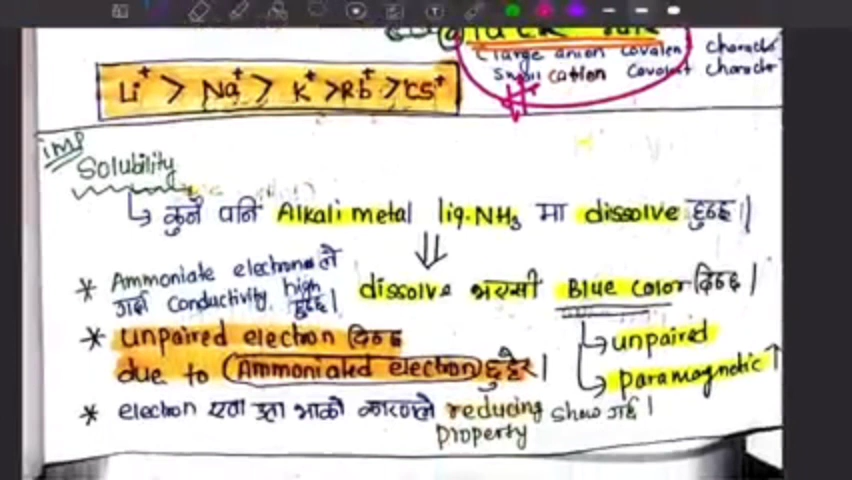 (large anion covalen character
small cation covalent character
Li⁺ > Na⁺ > K⁺ > Rb⁺ > Cs⁺
imp
Solubility
↳ कुनै पनि Alkali metal liq. NH₃ मा dissolve हुन्छ।
⇓
* Ammoniate electron ले
गर्दा conductivity high हुन्छ।
dissolve भएसी Blue color दिन्छ।
↳ unpaired
↳ paramagnetic ↑
* unpaired electron दिन्छ
due to (Ammoniated electron) हुदैर।
* electron एता उता भाको कारणले reducing property show गर्छ।